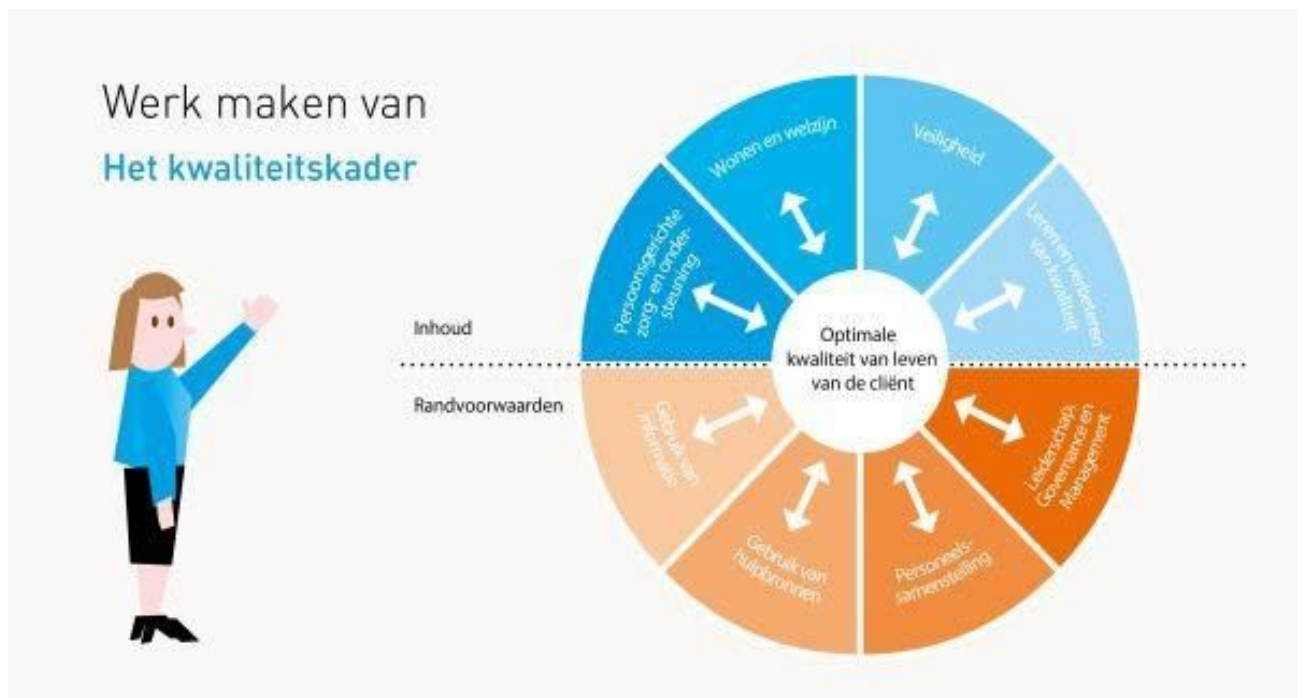 Werk maken van
Het kwaliteitskader
Inhoud
Randvoorwaarden
Persoonsgerichte
zorg- en onder-
steuning
Wonen en welzijn
Veiligheid
Leren en verbeteren
van kwaliteit
Optimale
kwaliteit van leven
van de cliënt
Leiderschap,
Governance en
Management
Personeels-
samenstelling
Gebruik van
hulpbronnen
Gebruik van
informatie